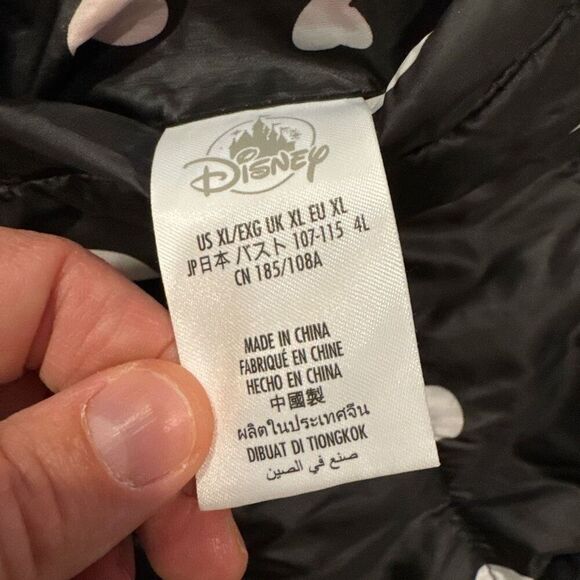 DISNEY
US XL/EXG UK XL EU XL
JP日本 バスト 107-115 4L
CN 185/108A
MADE IN CHINA
FABRIQUÉ EN CHINE
HECHO EN CHINA
中國製
ผลิตในประเทศจีน
DIBUAT DI TIONGKOK
صنع في الصين